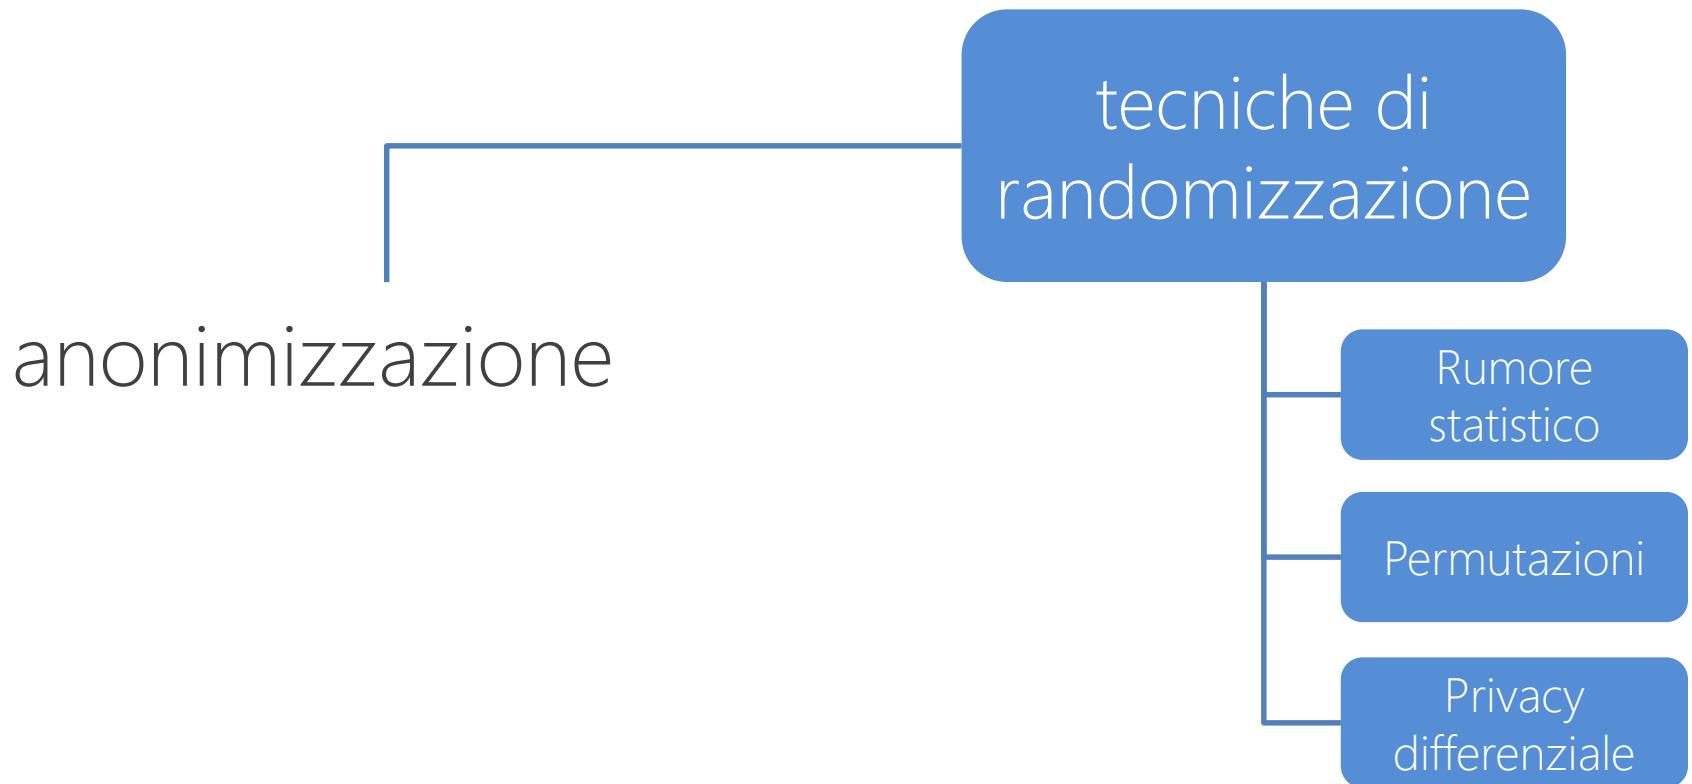 tecniche di
randomizzazione
anonimizzazione
Rumore
statistico
Permutazioni
Privacy
differenziale